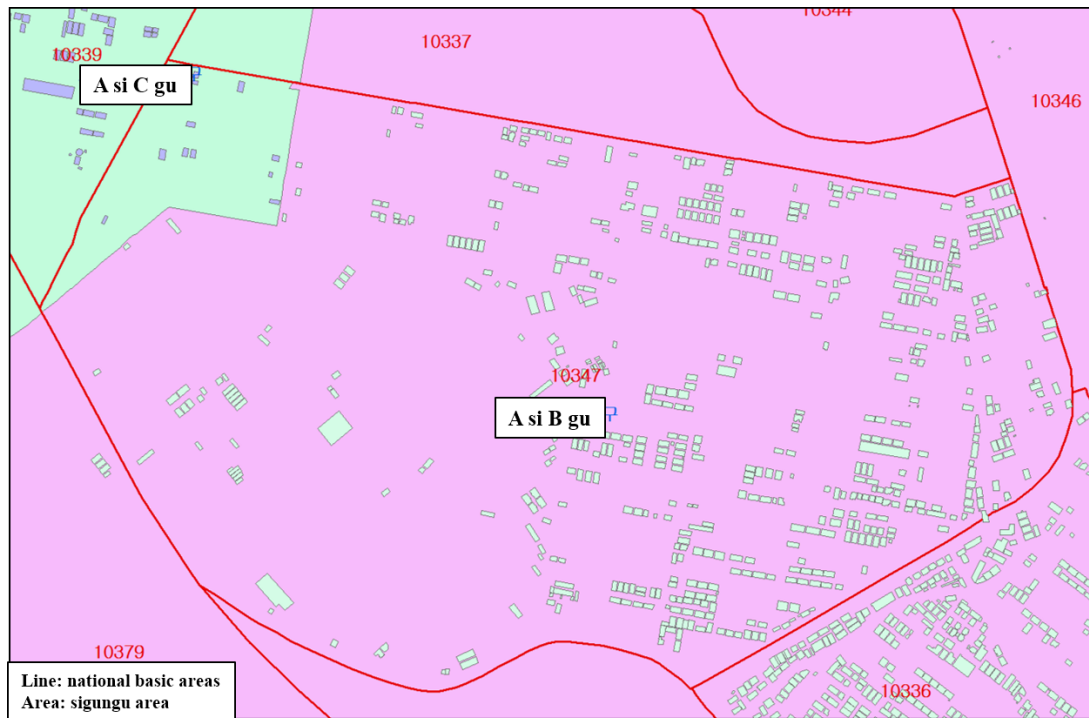 10344
10337
10339
A si C gu
10346
10347
A si B gu
10379
Line: national basic areas
Area: sigungu area
10336